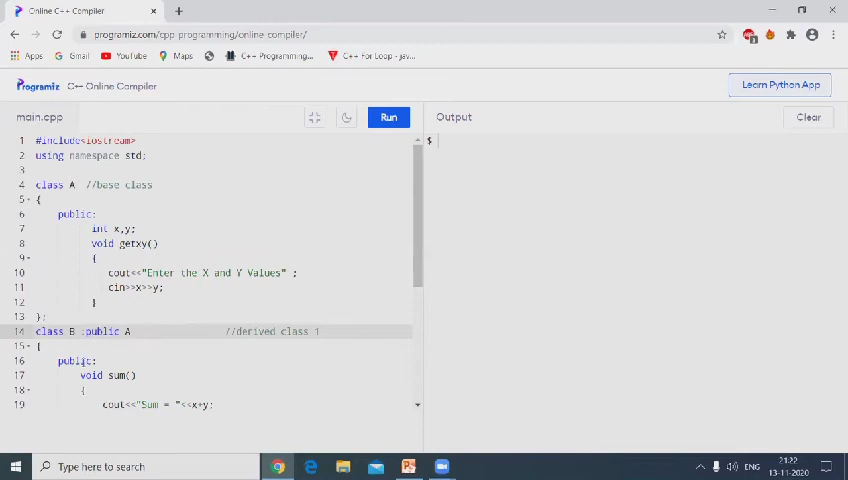 Online C++ Compiler
programiz.com/cpp-programming/online-compiler/
Apps Gmail YouTube Maps C++ Programming... C++ For Loop - jav...
Programiz C++ Online Compiler Learn Python App
main.cpp Run Output Clear
1 #include<iostream> $
2 using namespace std;
3
4 class A //base class
5 {
6 public:
7 int x,y;
8 void getxy()
9 {
10 cout<<"Enter the X and Y Values" ;
11 cin>>x>>y;
12 }
13 };
14 class B :public A //derived class 1
15 {
16 public:
17 void sum()
18 {
19 cout<<"Sum = "<<x+y;
Type here to search
ENG
21:22
13-11-2020